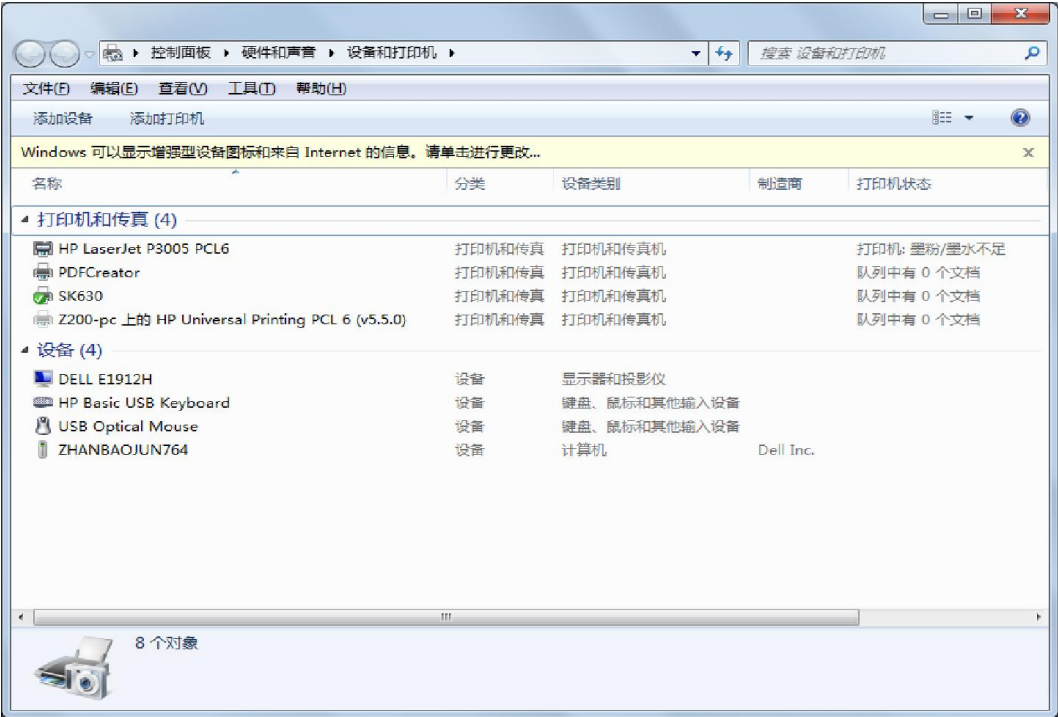 控制面板 硬件和声音 设备和打印机 搜索 设备和打印机
文件(F) 编辑(E) 查看(V) 工具(T) 帮助(H)
添加设备 添加打印机
Windows 可以显示增强型设备图标和来自 Internet 的信息。请单击进行更改...
名称 分类 设备类别 制造商 打印机状态
打印机和传真 (4)
HP LaserJet P3005 PCL6 打印机和传真 打印机和传真机 打印机: 墨粉/墨水不足
PDFCreator 打印机和传真 打印机和传真机 队列中有 0 个文档
SK630 打印机和传真 打印机和传真机 队列中有 0 个文档
Z200-pc 上的 HP Universal Printing PCL 6 (v5.5.0) 打印机和传真 打印机和传真机 队列中有 0 个文档
设备 (4)
DELL E1912H 设备 显示器和投影仪
HP Basic USB Keyboard 设备 键盘、鼠标和其他输入设备
USB Optical Mouse 设备 键盘、鼠标和其他输入设备
ZHANBAOJUN764 设备 计算机 Dell Inc.
8 个对象